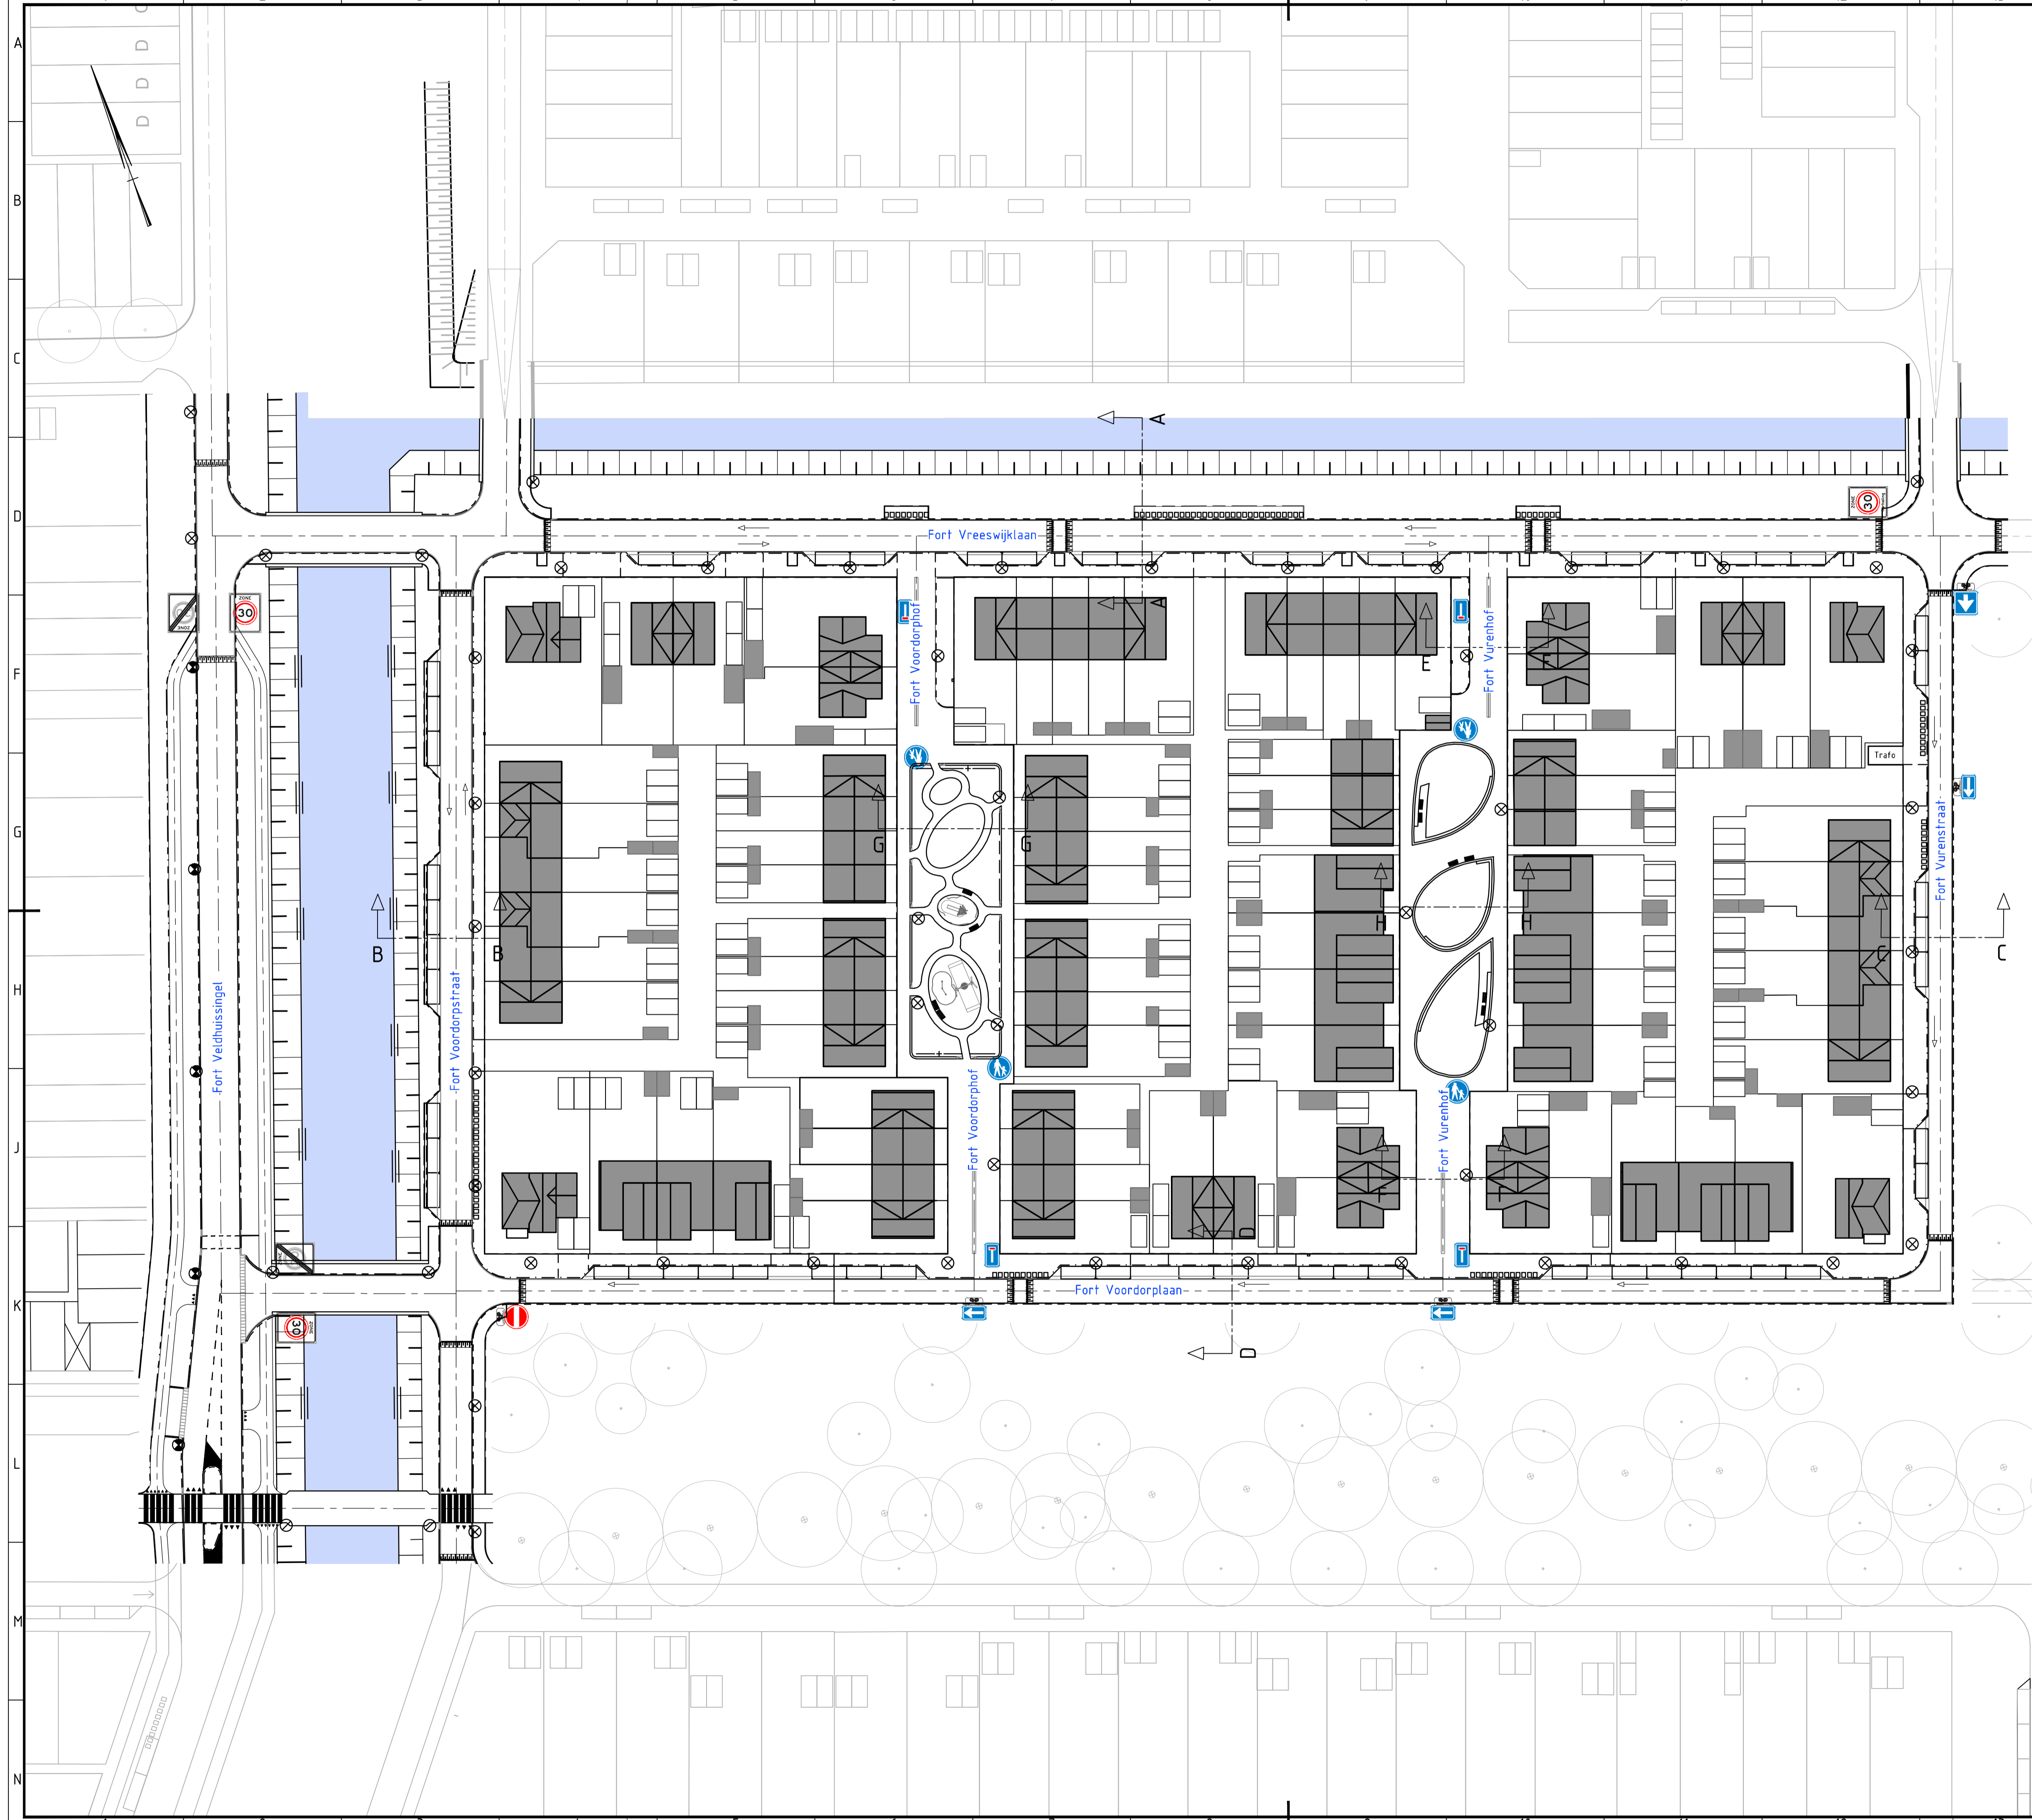 A
D
D
D
B
C
A
D
ZONE
30
Fort Vreeswijklaan
ZONE
30
ZONE
A
Fort Voordorphof
Fort Vurenhof
E
F
F
Trafo
G
G
G
Fort Vurenstraat
H
H
B
B
C
C
H
Fort Veldhuissingel
Fort Voordorpstraat
Fort Voordorphof
Fort Vurenhof
J
F
F
D
K
Fort Voordorplaan
30
ZONE
D
L
M
N